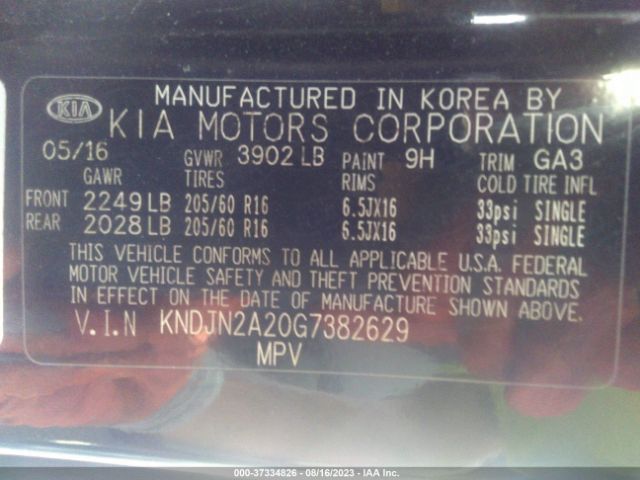 KIA
MANUFACTURED IN KOREA BY
KIA MOTORS CORPORATION
05/16 GVWR 3902 LB PAINT 9H TRIM GA3
GAWR TIRES RIMS COLD TIRE INFL
FRONT 2249 LB 205/60 R16 6.5JX16 33psi SINGLE
REAR 2028 LB 205/60 R16 6.5JX16 33psi SINGLE
THIS VEHICLE CONFORMS TO ALL APPLICABLE U.S.A. FEDERAL
MOTOR VEHICLE SAFETY AND THEFT PREVENTION STANDARDS
IN EFFECT ON THE DATE OF MANUFACTURE SHOWN ABOVE.
V.I.N KNDJN2A20G7382629
MPV
000-37334826 - 08/16/2023 - IAA Inc.